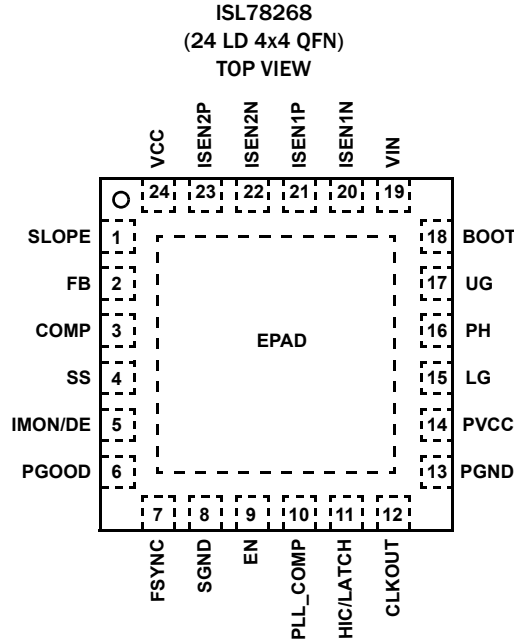 ISL78268
(24 LD 4x4 QFN)
TOP VIEW
VCC
ISEN2P
ISEN2N
ISEN1P
ISEN1N
VIN
24 23 22 21 20 19
SLOPE 1
FB 2
COMP 3
SS 4
IMON/DE 5
PGOOD 6
EPAD
18 BOOT
17 UG
16 PH
15 LG
14 PVCC
13 PGND
7 8 9 10 11 12
FSYNC
SGND
EN
PLL_COMP
HIC/LATCH
CLKOUT